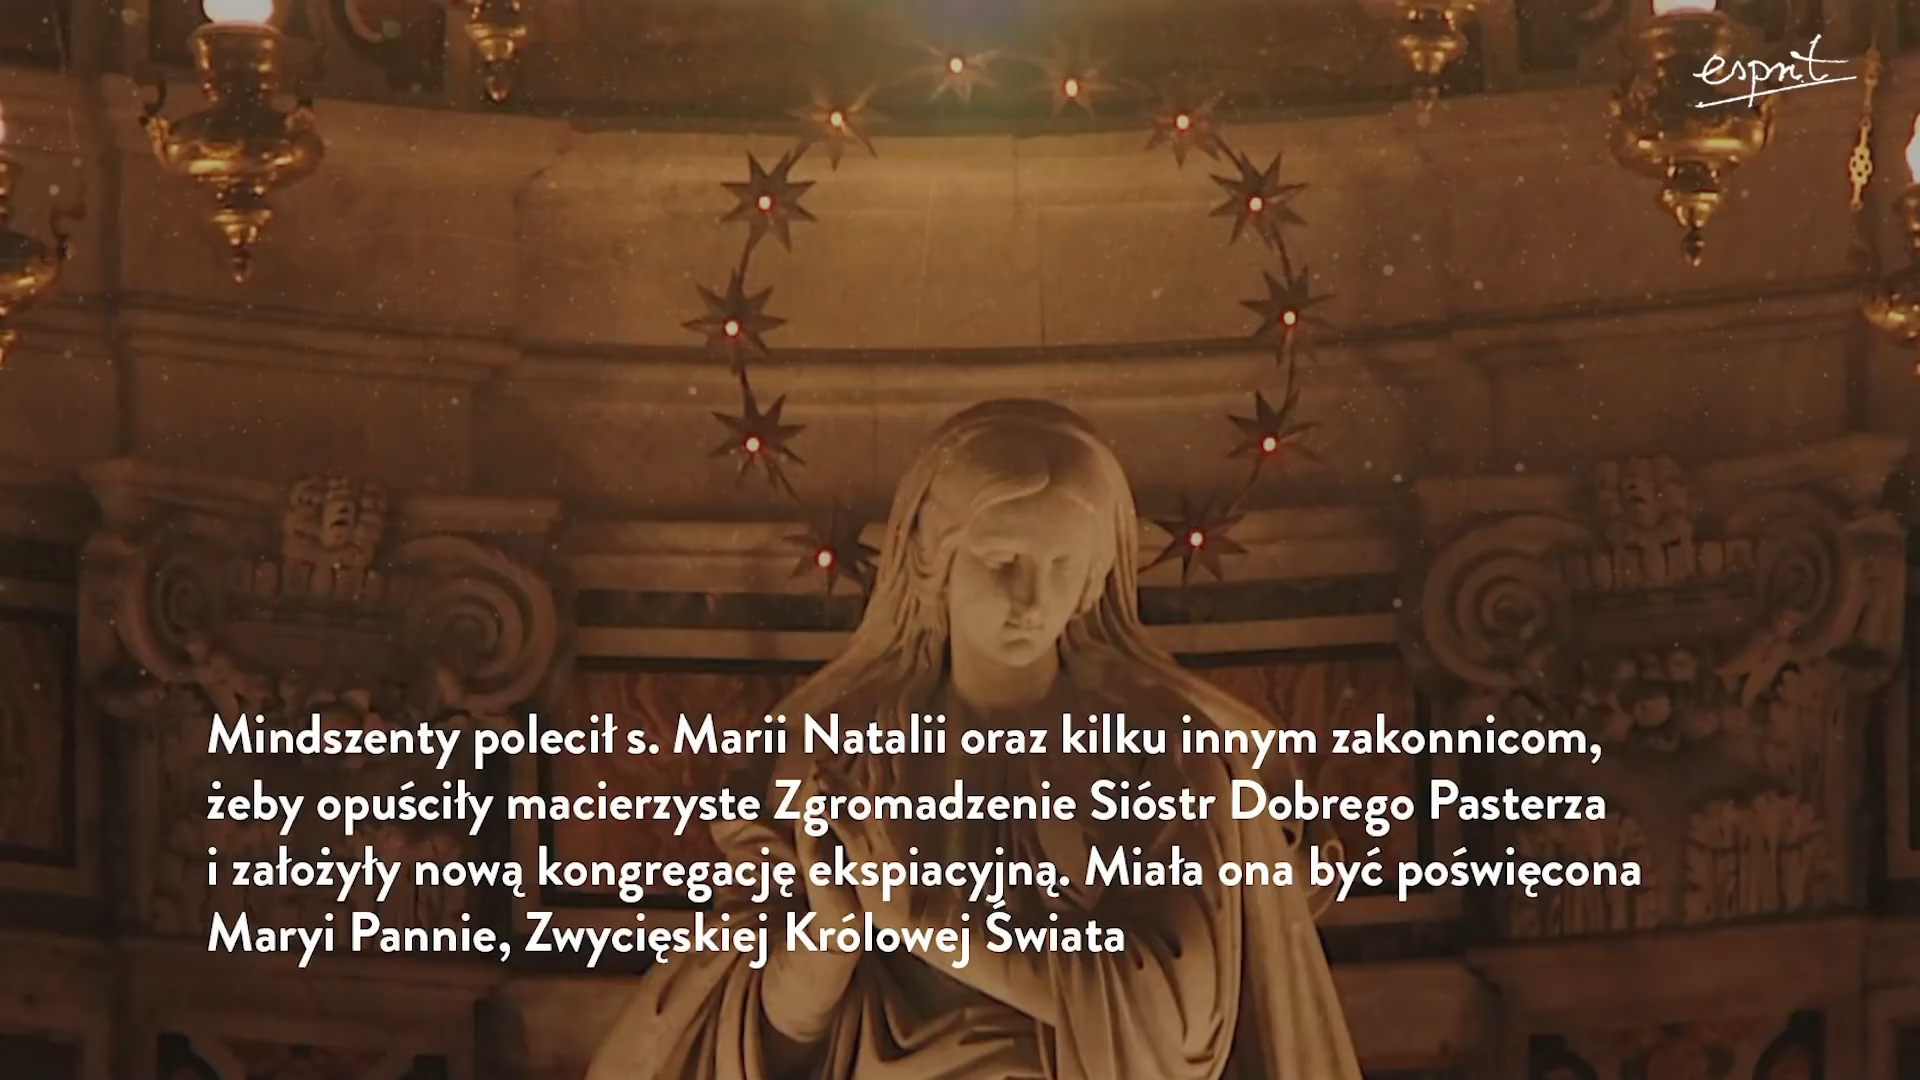 esprit
Mindszenty polecił s. Marii Natalii oraz kilku innym zakonnicom,
żeby opuściły macierzyste Zgromadzenie Sióstr Dobrego Pasterza
i założyły nową kongregację ekspiacyjną. Miała ona być poświęcona
Maryi Pannie, Zwycięskiej Królowej Świata